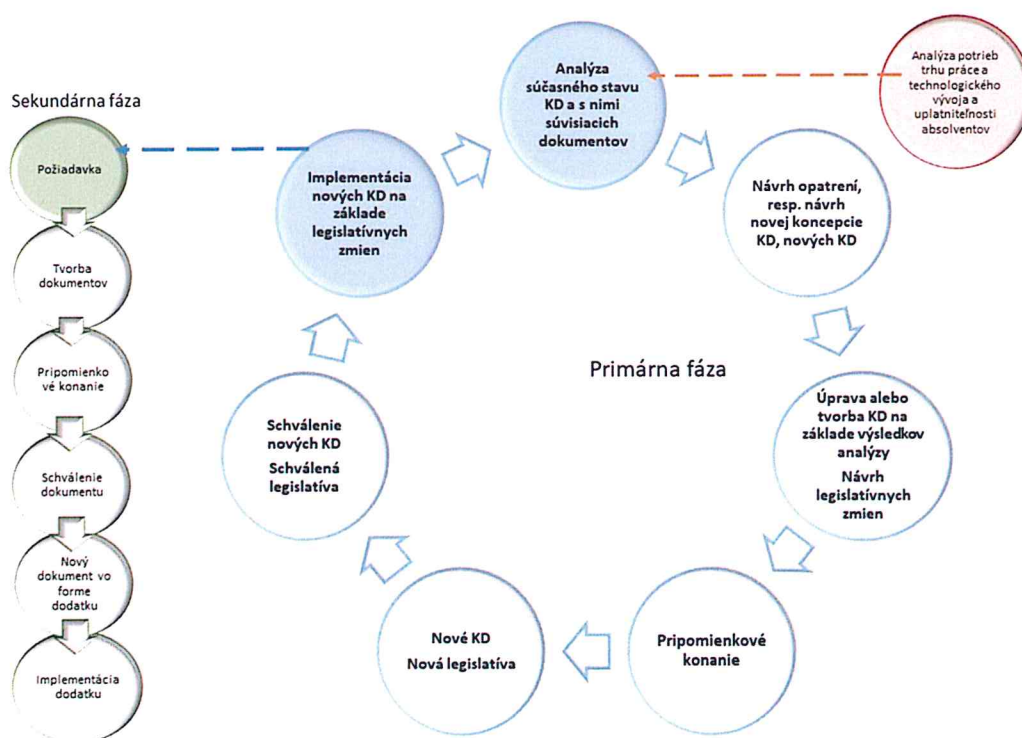 Sekundárna fáza
Požiadavka
Tvorba
dokumentov
Pripomienko
vé konanie
Schválenie
dokumentu
Nový
dokument vo
forme
dodatku
Implementácia
dodatku
Analýza
súčasného stavu
KD a s nimi
súvisiacich
dokumentov
Analýza potrieb
trhu práce a
technologického
vývoja a
uplatniteľnosti
absolventov
Návrh opatrení,
resp. návrh
novej koncepcie
KD, nových KD
Primárna fáza
Úprava alebo
tvorba KD na
základe výsledkov
analýzy
Návrh
legislatívnych
zmien
Pripomienkové
konanie
Nové KD
Nová legislatíva
Schválenie
nových KD
Schválená
legislatíva
Implementácia
nových KD na
základe
legislatívnych
zmien